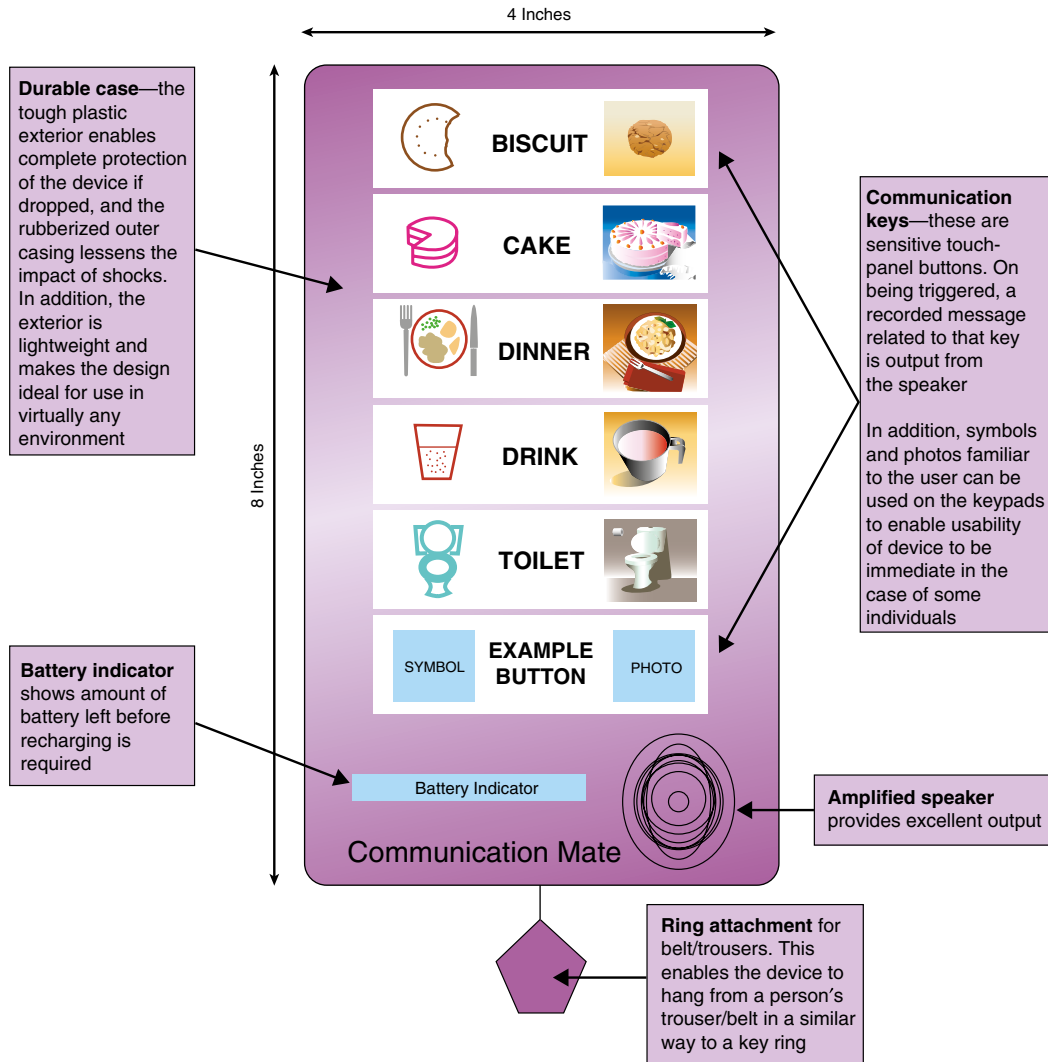 4 Inches
Durable case—the
tough plastic
exterior enables
complete protection
of the device if
dropped, and the
rubberized outer
casing lessens the
impact of shocks.
In addition, the
exterior is
lightweight and
makes the design
ideal for use in
virtually any
environment
8 Inches
BISCUIT
CAKE
DINNER
DRINK
TOILET
SYMBOL
EXAMPLE
BUTTON
PHOTO
Communication
keys—these are
sensitive touch-
panel buttons. On
being triggered, a
recorded message
related to that key
is output from
the speaker
In addition, symbols
and photos familiar
to the user can be
used on the keypads
to enable usability
of device to be
immediate in the
case of some
individuals
Battery indicator
shows amount of
battery left before
recharging is
required
Battery Indicator
Communication Mate
Amplified speaker
provides excellent output
Ring attachment for
belt/trousers. This
enables the device to
hang from a person′s
trouser/belt in a similar
way to a key ring